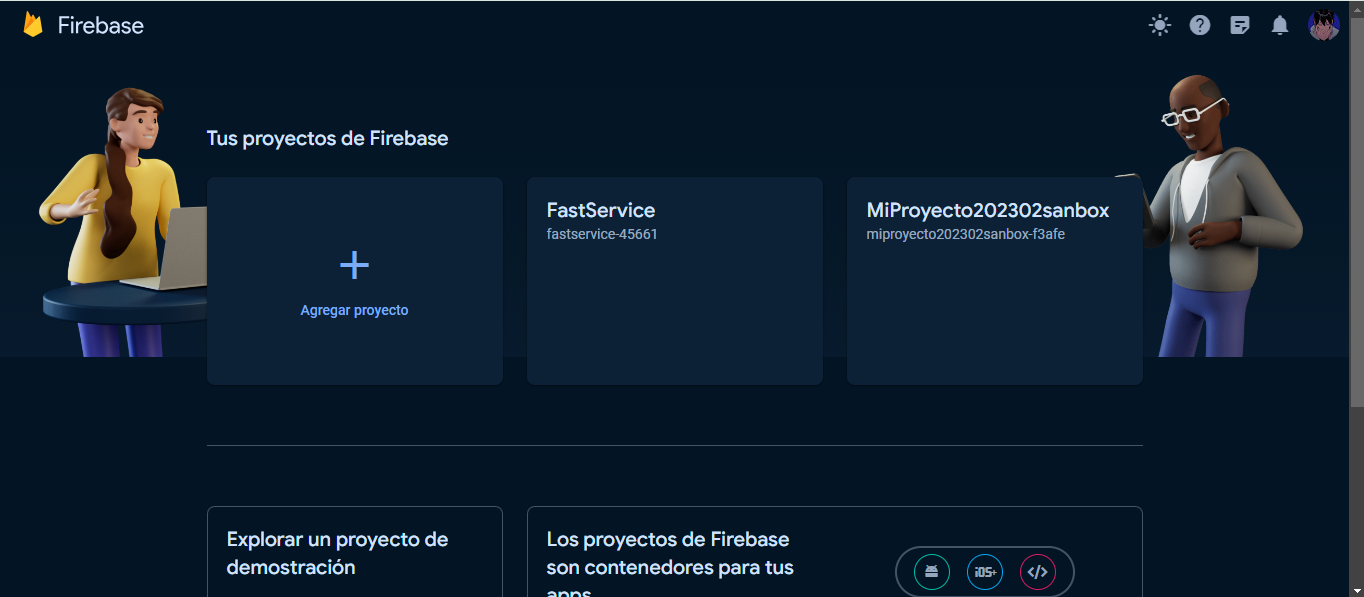 Firebase
Tus proyectos de Firebase
Agregar proyecto
FastService
fastservice-45661
MiProyecto202302sanbox
miproyecto202302sanbox-f3afe
Explorar un proyecto de
demostración
Los proyectos de Firebase
son contenedores para tus
apps
iOS+